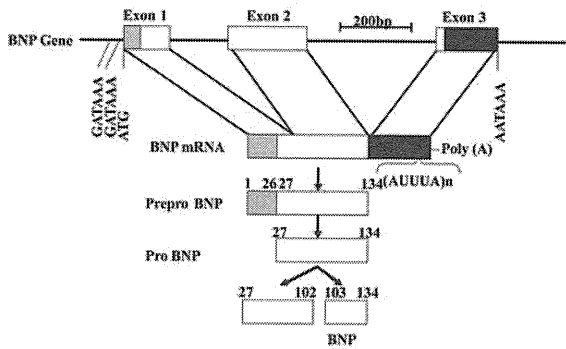 Exon 1 Exon 2 200bp Exon 3
BNP Gene
GATAAA
GATAAA
ATG
AATAAA
BNP mRNA
Poly (A)
(AUUUA)n
1 26 27 134
Prepro BNP
27 134
Pro BNP
27 102 103 134
BNP